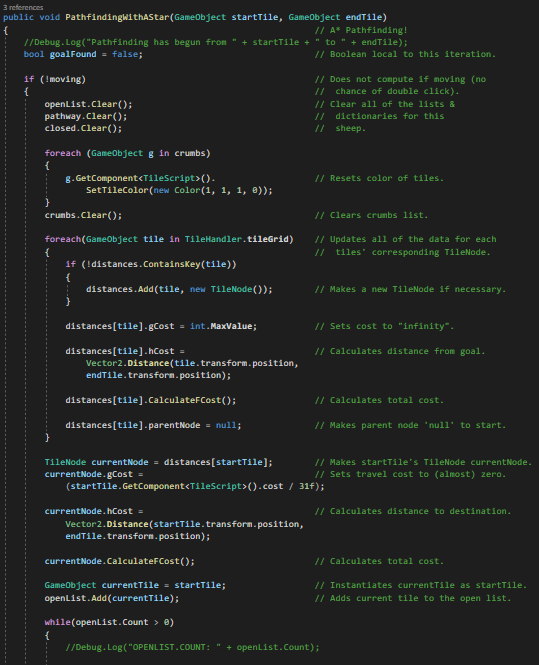 3 references
public void PathfindingWithAStar(GameObject startTile, GameObject endTile)
{ // A* Pathfinding!
//Debug.Log("Pathfinding has begun from " + startTile + " to " + endTile);
bool goalFound = false; // Boolean local to this iteration.
if (!moving) // Does not compute if moving (no
{ // chance of double click).
openList.Clear(); // Clear all of the lists &
pathway.Clear(); // dictionaries for this
closed.Clear(); // sheep.
foreach (GameObject g in crumbs)
{
g.GetComponent<TileScript>(). // Resets color of tiles.
SetTileColor(new Color(1, 1, 1, 0));
}
crumbs.Clear(); // Clears crumbs list.
foreach(GameObject tile in TileHandler.tileGrid) // Updates all of the data for each
{ // tiles' corresponding TileNode.
if (!distances.ContainsKey(tile))
{
distances.Add(tile, new TileNode()); // Makes a new TileNode if necessary.
}
distances[tile].gCost = int.MaxValue; // Sets cost to "infinity".
distances[tile].hCost = // Calculates distance from goal.
Vector2.Distance(tile.transform.position,
endTile.transform.position);
distances[tile].CalculateFCost(); // Calculates total cost.
distances[tile].parentNode = null; // Makes parent node 'null' to start.
}
TileNode currentNode = distances[startTile]; // Makes startTile's TileNode currentNode.
currentNode.gCost = // Sets travel cost to (almost) zero.
(startTile.GetComponent<TileScript>().cost / 31f);
currentNode.hCost = // Calculates distance to destination.
Vector2.Distance(startTile.transform.position,
endTile.transform.position);
currentNode.CalculateFCost(); // Calculates total cost.
GameObject currentTile = startTile; // Instantiates currentTile as startTile.
openList.Add(currentTile); // Adds current tile to the open list.
while(openList.Count > 0)
{
//Debug.Log("OPENLIST.COUNT: " + openList.Count);